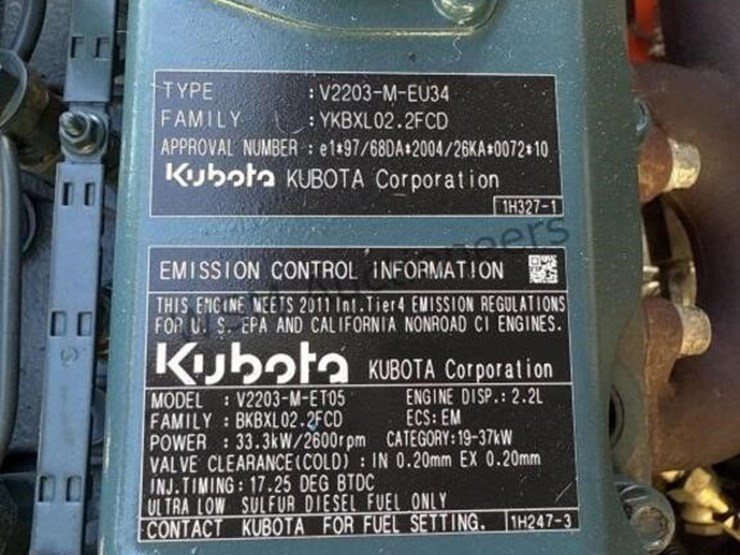 TYPE : V2203-M-EU34
FAMILY : YKBXL02.2FCD
APPROVAL NUMBER : e1*97/68DA*2004/26KA*0072*10
Kubota KUBOTA Corporation
1H327-1
EMISSION CONTROL INFORMATION
THIS ENGINE MEETS 2011 Int.Tier4 EMISSION REGULATIONS
FOR U. S. EPA AND CALIFORNIA NONROAD CI ENGINES.
Kubota KUBOTA Corporation
MODEL : V2203-M-ET05 ENGINE DISP.: 2.2L
FAMILY : BKBXL02.2FCD ECS: EM
POWER : 33.3kW/2600rpm CATEGORY:19-37kW
VALVE CLEARANCE(COLD) : IN 0.20mm EX 0.20mm
INJ.TIMING: 17.25 DEG BTDC
ULTRA LOW SULFUR DIESEL FUEL ONLY
CONTACT KUBOTA FOR FUEL SETTING. 1H247-3